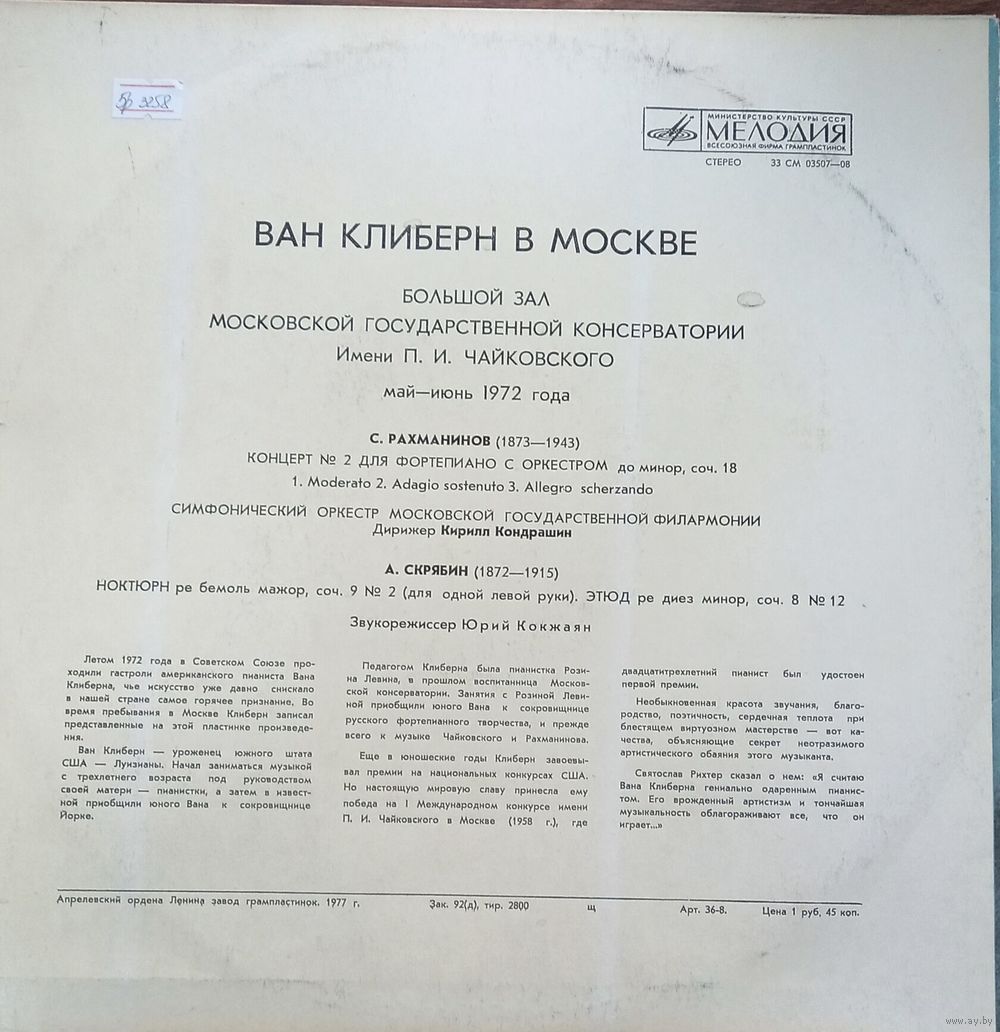 3258
МИНИСТЕРСТВО КУЛЬТУРЫ СССР
МЕЛОДИЯ
ВСЕСОЮЗНАЯ ФИРМА ГРАМПЛАСТИНОК
СТЕРЕО 33 СМ 03507—08
ВАН КЛИБЕРН В МОСКВЕ
БОЛЬШОЙ ЗАЛ
МОСКОВСКОЙ ГОСУДАРСТВЕННОЙ КОНСЕРВАТОРИИ
Имени П. И. ЧАЙКОВСКОГО
май—июнь 1972 года
С. РАХМАНИНОВ (1873—1943)
КОНЦЕРТ № 2 ДЛЯ ФОРТЕПИАНО С ОРКЕСТРОМ до минор, соч. 18
1. Moderato 2. Adagio sostenuto 3. Allegro scherzando
СИМФОНИЧЕСКИЙ ОРКЕСТР МОСКОВСКОЙ ГОСУДАРСТВЕННОЙ ФИЛАРМОНИИ
Дирижер Кирилл Кондрашин
А. СКРЯБИН (1872—1915)
НОКТЮРН ре бемоль мажор, соч. 9 № 2 (для одной левой руки). ЭТЮД ре диез минор, соч. 8 № 12
Звукорежиссер Юрий Кокжаян
Летом 1972 года в Советском Союзе про-
ходили гастроли американского пианиста Вана
Клиберна, чье искусство уже давно снискало
в нашей стране самое горячее признание. Во
время пребывания в Москве Клиберн записал
представленные на этой пластинке произведе-
ния.
Ван Клиберн — уроженец южного штата
США — Луизианы. Начал заниматься музыкой
с трехлетнего возраста под руководством
своей матери — пианистки, а затем в извест-
ной приобщили юного Вана к сокровищнице
Йорке.
Педагогом Клиберна была пианистка Рози-
на Левина, в прошлом воспитанница Москов-
ской консерватории. Занятия с Розиной Леви-
ной приобщили юного Вана к сокровищнице
русского фортепианного творчества, и прежде
всего к музыке Чайковского и Рахманинова.
Еще в юношеские годы Клиберн завоевы-
вал премии на национальных конкурсах США.
Но настоящую мировую славу принесла ему
победа на I Международном конкурсе имени
П. И. Чайковского в Москве (1958 г.), где
двадцатитрехлетний пианист был удостоен
первой премии.
Необыкновенная красота звучания, благо-
родство, поэтичность, сердечная теплота при
блестящем виртуозном мастерстве — вот ка-
чества, объясняющие секрет неотразимого
артистического обаяния этого музыканта.
Святослав Рихтер сказал о нем: «Я считаю
Вана Клиберна гениально одаренным пианис-
том. Его врожденный артистизм и тончайшая
музыкальность облагораживают все, что он
играет...»
Апрелевский ордена Ленина завод грампластинок. 1977 г. Зак. 92(д), тир. 2800 щ Арт. 36-8. Цена 1 руб, 45 коп.
www.ay.by